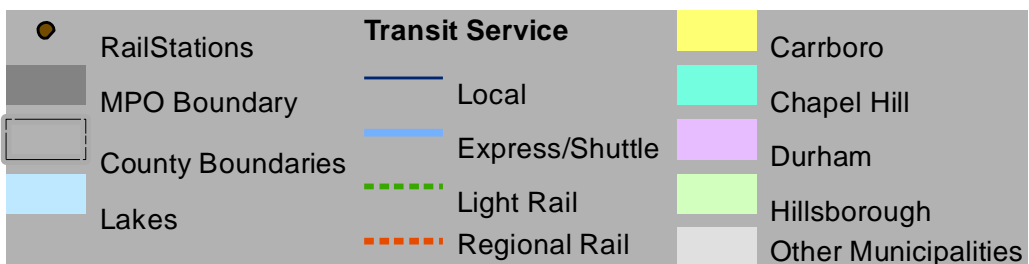 RailStations
MPO Boundary
County Boundaries
Lakes
Transit Service
Local
Express/Shuttle
Light Rail
Regional Rail
Carrboro
Chapel Hill
Durham
Hillsborough
Other Municipalities